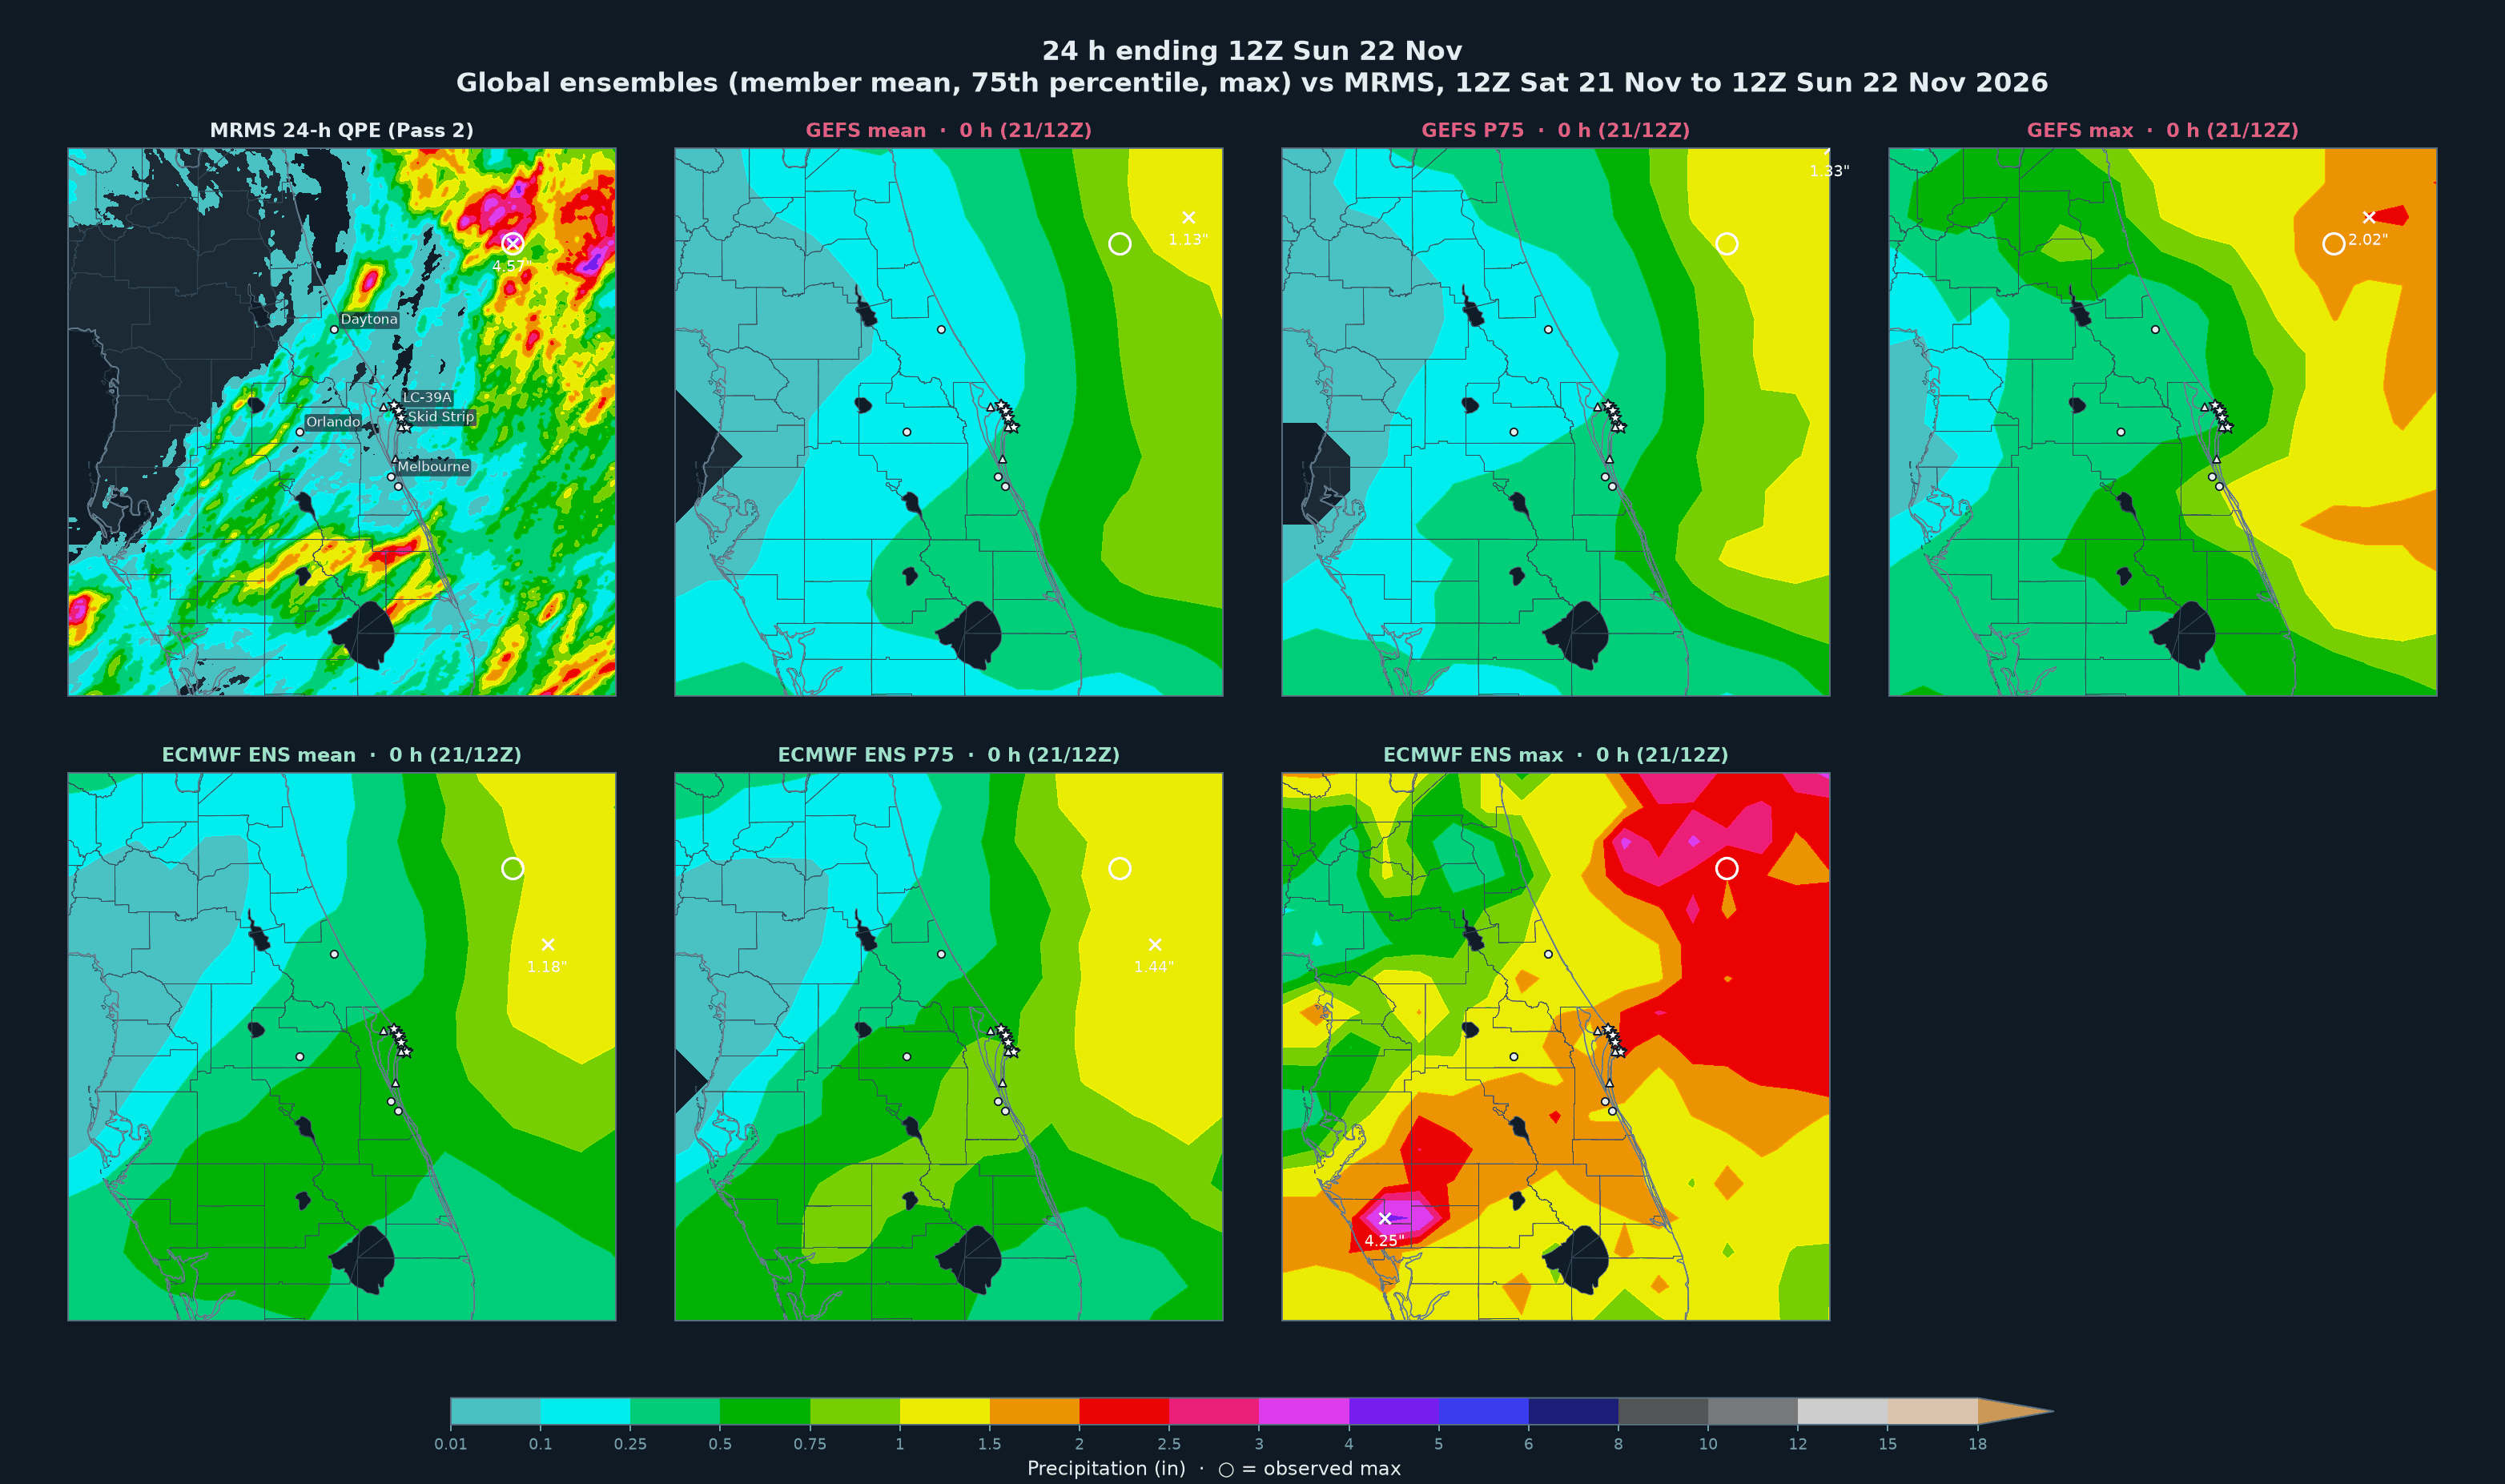 24 h ending 12Z Sun 22 Nov
Global ensembles (member mean, 75th percentile, max) vs MRMS, 12Z Sat 21 Nov to 12Z Sun 22 Nov 2026
MRMS 24-h QPE (Pass 2)
4.57"
Daytona
LC-39A
Skid Strip
Orlando
Melbourne
GEFS mean · 0 h (21/12Z)
1.13"
GEFS P75 · 0 h (21/12Z)
1.33"
GEFS max · 0 h (21/12Z)
2.02"
ECMWF ENS mean · 0 h (21/12Z)
1.18"
ECMWF ENS P75 · 0 h (21/12Z)
1.44"
ECMWF ENS max · 0 h (21/12Z)
4.25"
0.01 0.1 0.25 0.5 0.75 1 1.5 2 2.5 3 4 5 6 8 10 12 15 18
Precipitation (in) · ○ = observed max